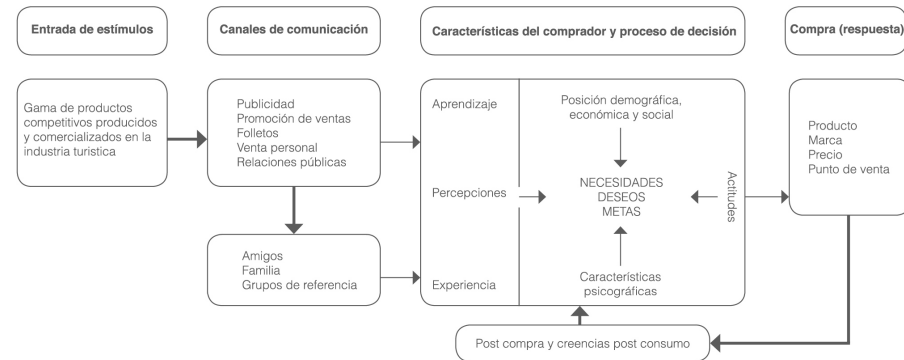 Entrada de estímulos
Canales de comunicación
Características del comprador y proceso de decisión
Compra (respuesta)
Gama de productos
competitivos producidos
y comercializados en la
industria turistica
Publicidad
Promoción de ventas
Folletos
Venta personal
Relaciones públicas
Amigos
Familia
Grupos de referencia
Aprendizaje
Percepciones
Experiencia
Posición demográfica,
económica y social
NECESIDADES
DESEOS
METAS
Características
psicográficas
Actitudes
Producto
Marca
Precio
Punto de venta
Post compra y creencias post consumo